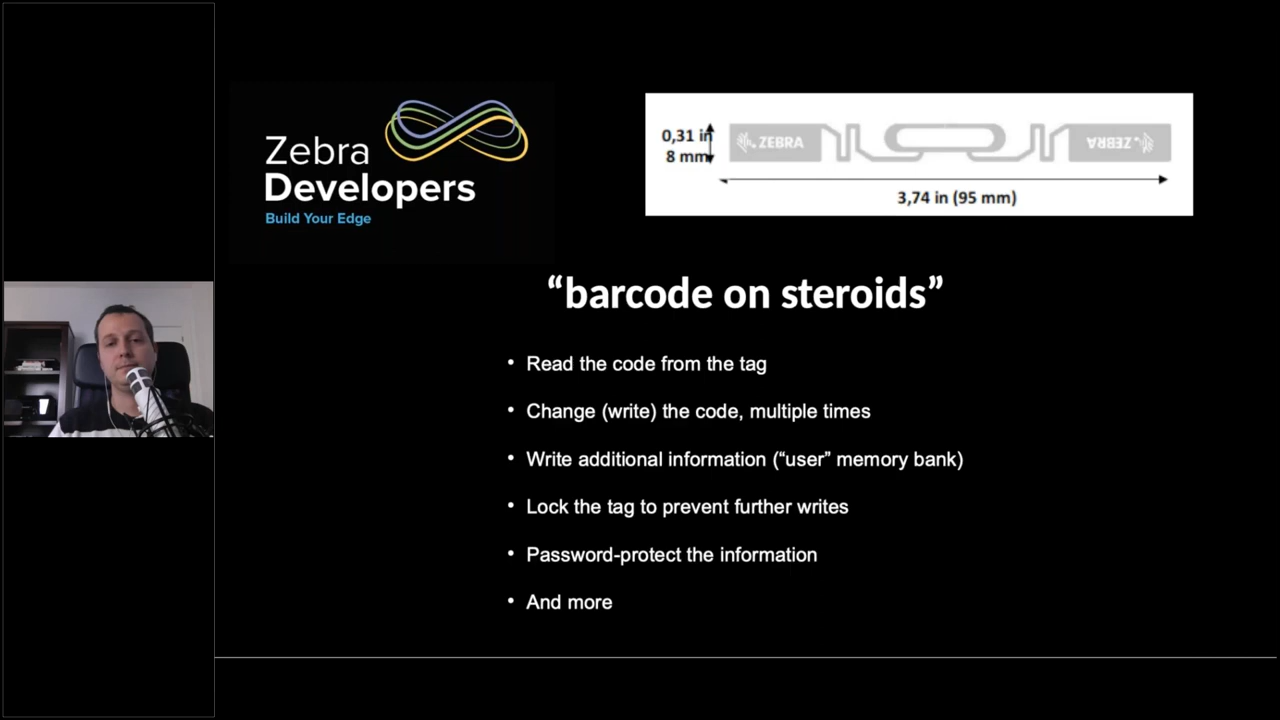 Zebra
Developers
Build Your Edge
0,31 in
8 mm
ZEBRA
ZEBRA
3,74 in (95 mm)
“barcode on steroids”
• Read the code from the tag
• Change (write) the code, multiple times
• Write additional information (“user” memory bank)
• Lock the tag to prevent further writes
• Password-protect the information
• And more